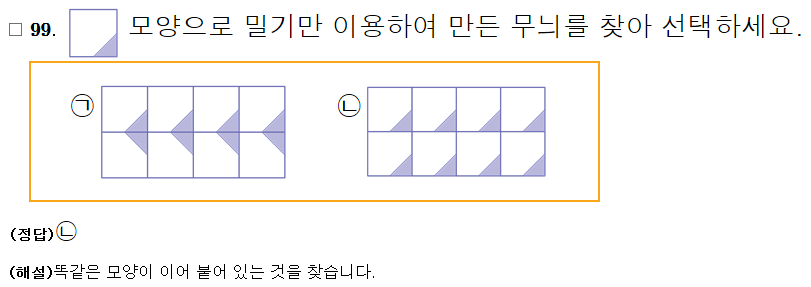 □ 99. 모양으로 밀기만 이용하여 만든 무늬를 찾아 선택하세요.
㉠ ㉡
(정답)㉡
(해설)똑같은 모양이 이어 붙어 있는 것을 찾습니다.